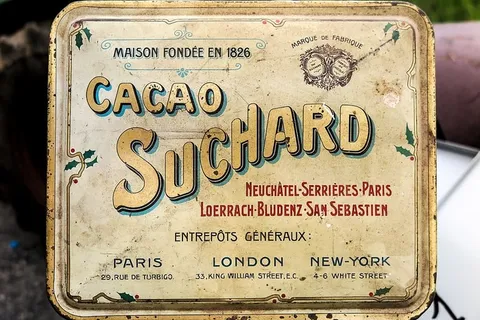 MAISON FONDÉE EN 1826
MARQUE DE FABRIQUE
CACAO
SUCHARD
NEUCHÂTEL-SERRIÈRES-PARIS
LOERRACH-BLUDENZ-SAN SEBASTIEN
ENTREPÔTS GÉNÉRAUX:
PARIS LONDON NEW-YORK
29, RUE DE TURBIGO. 33, KING WILLIAM STREET, E.C. 4-6 WHITE STREET